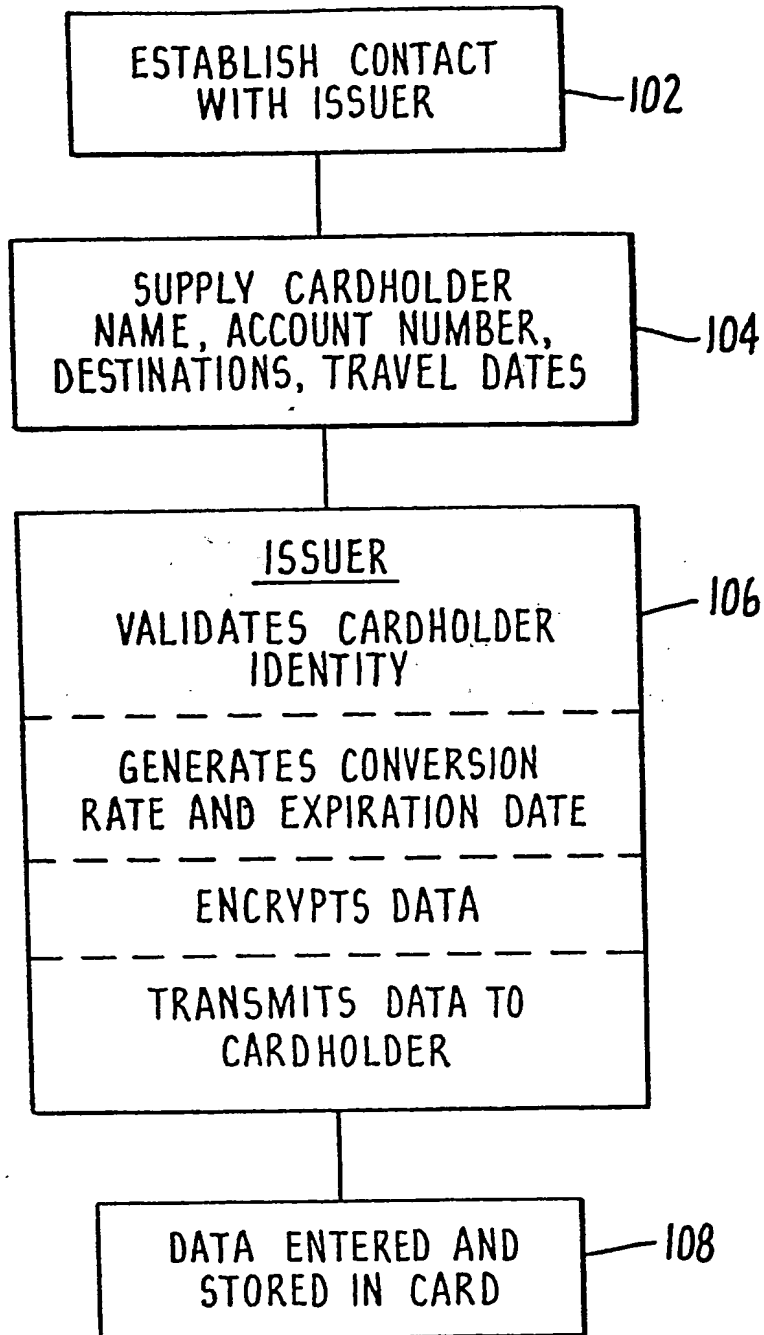 ESTABLISH CONTACT
WITH ISSUER
102
SUPPLY CARDHOLDER
NAME, ACCOUNT NUMBER,
DESTINATIONS, TRAVEL DATES
104
ISSUER
106
VALIDATES CARDHOLDER
IDENTITY
GENERATES CONVERSION
RATE AND EXPIRATION DATE
ENCRYPTS DATA
TRANSMITS DATA TO
CARDHOLDER
DATA ENTERED AND
STORED IN CARD
108